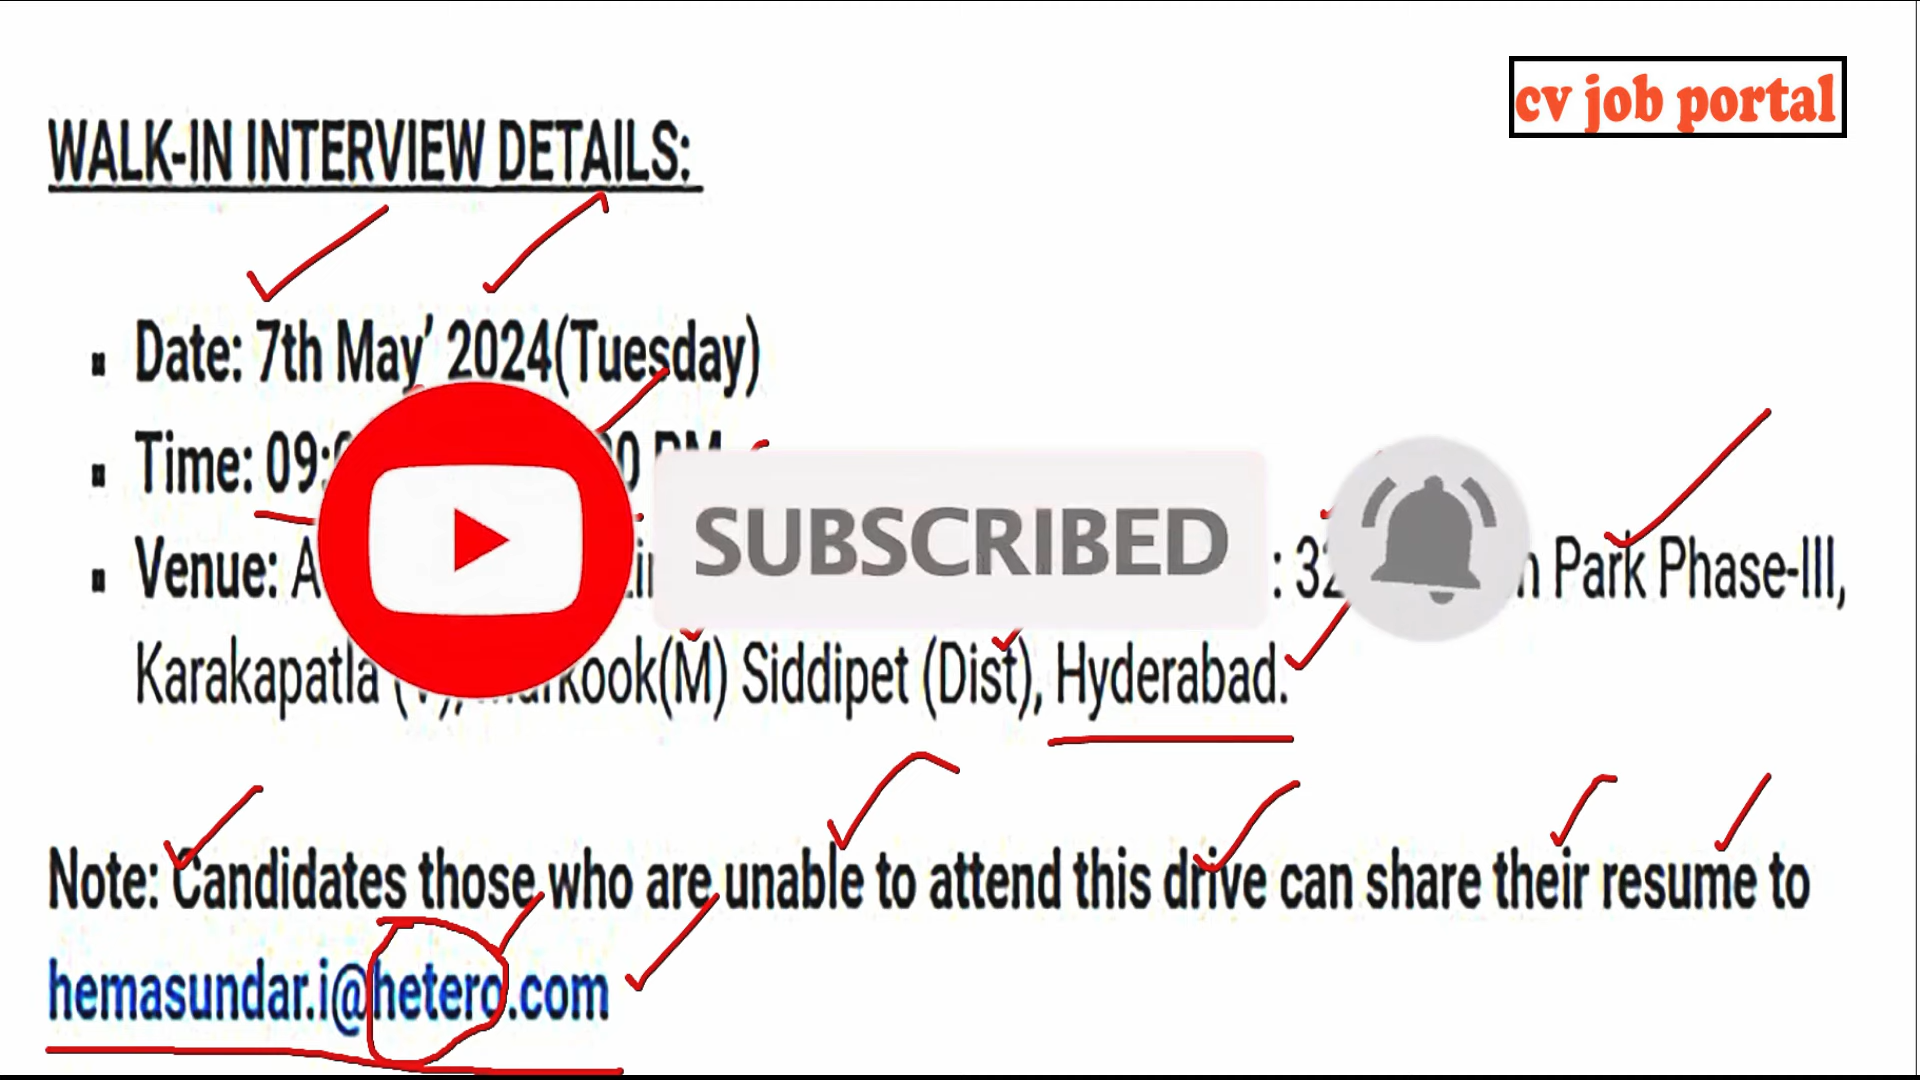 cv job portal
WALK-IN INTERVIEW DETAILS:
Date: 7th May' 2024(Tuesday)
Time: PM
SUBSCRIBED
Venue: Park Phase-III,
Karakapatla Siddipet (Dist), Hyderabad.
Note: Candidates those who are unable to attend this drive can share their resume to
hemasundar.i@hetero.com